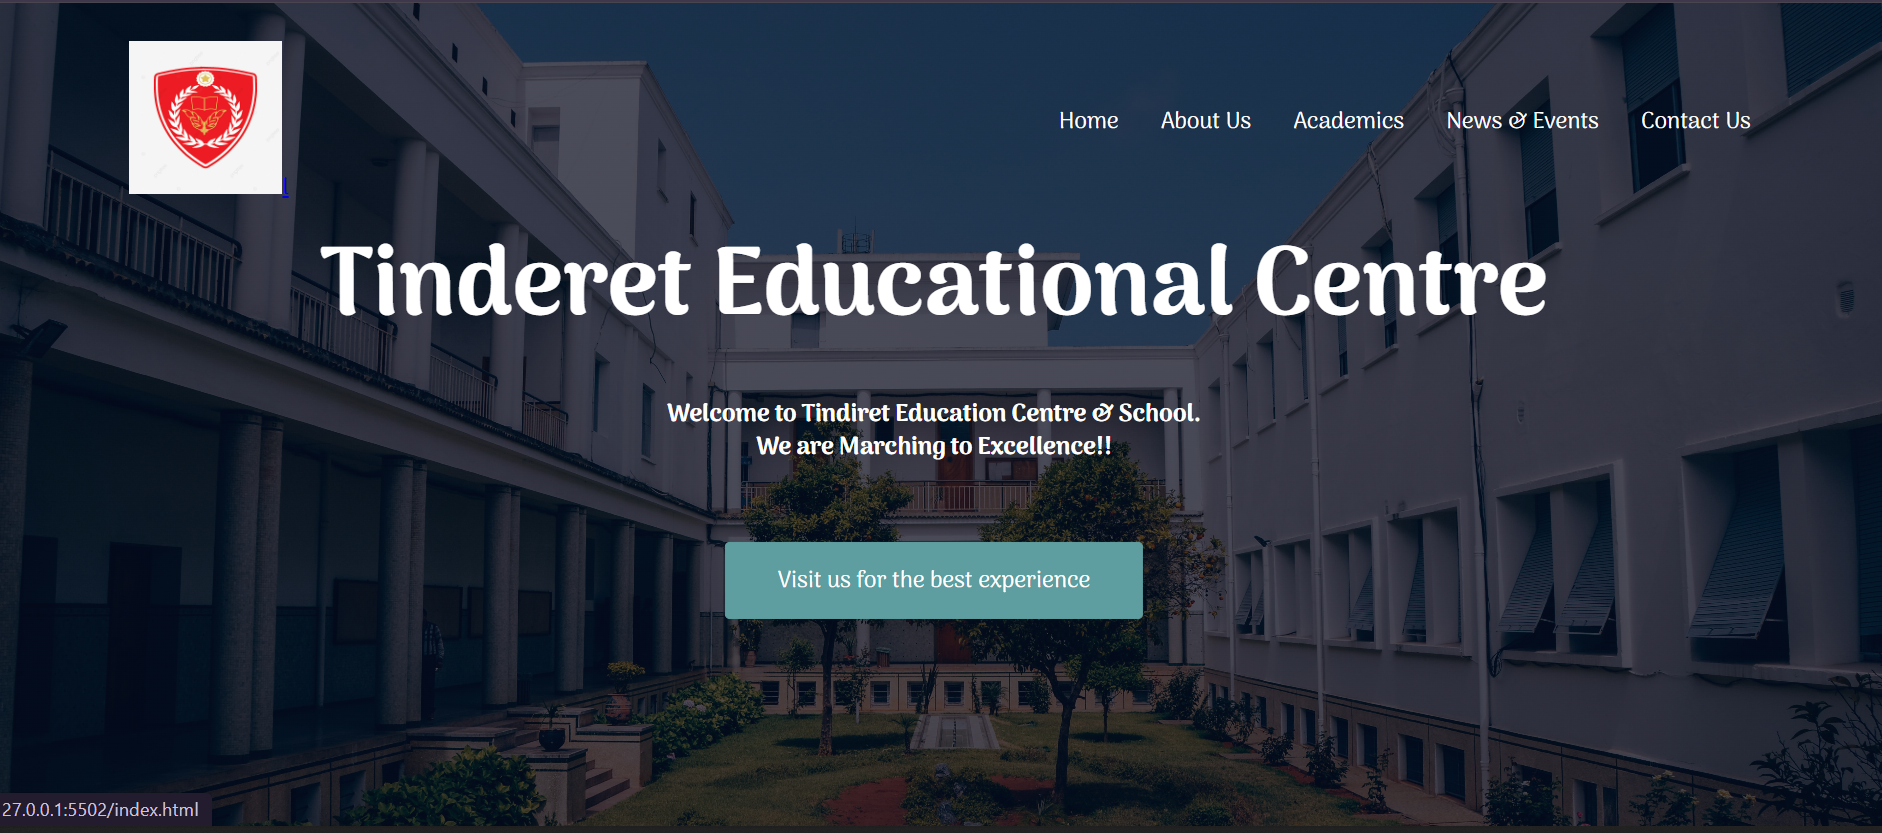 Home About Us Academics News & Events Contact Us
Tinderet Educational Centre
Welcome to Tindiret Education Centre & School.
We are Marching to Excellence!!
Visit us for the best experience
27.0.0.1:5502/index.html